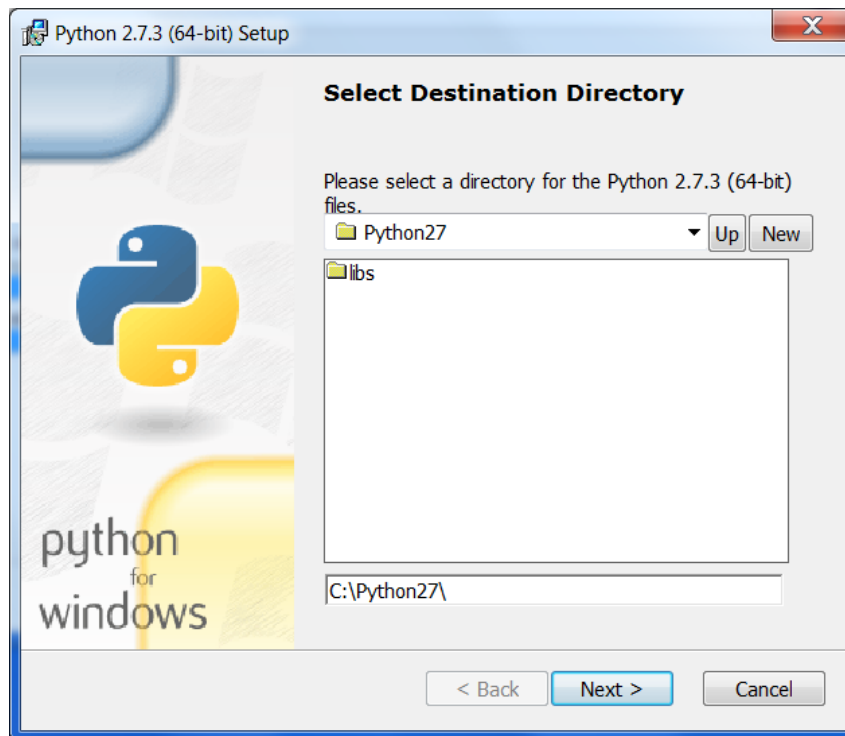 Python 2.7.3 (64-bit) Setup
Select Destination Directory
Please select a directory for the Python 2.7.3 (64-bit)
files.
Python27
Up
New
libs
python
for
windows
C:\Python27\
< Back
Next >
Cancel